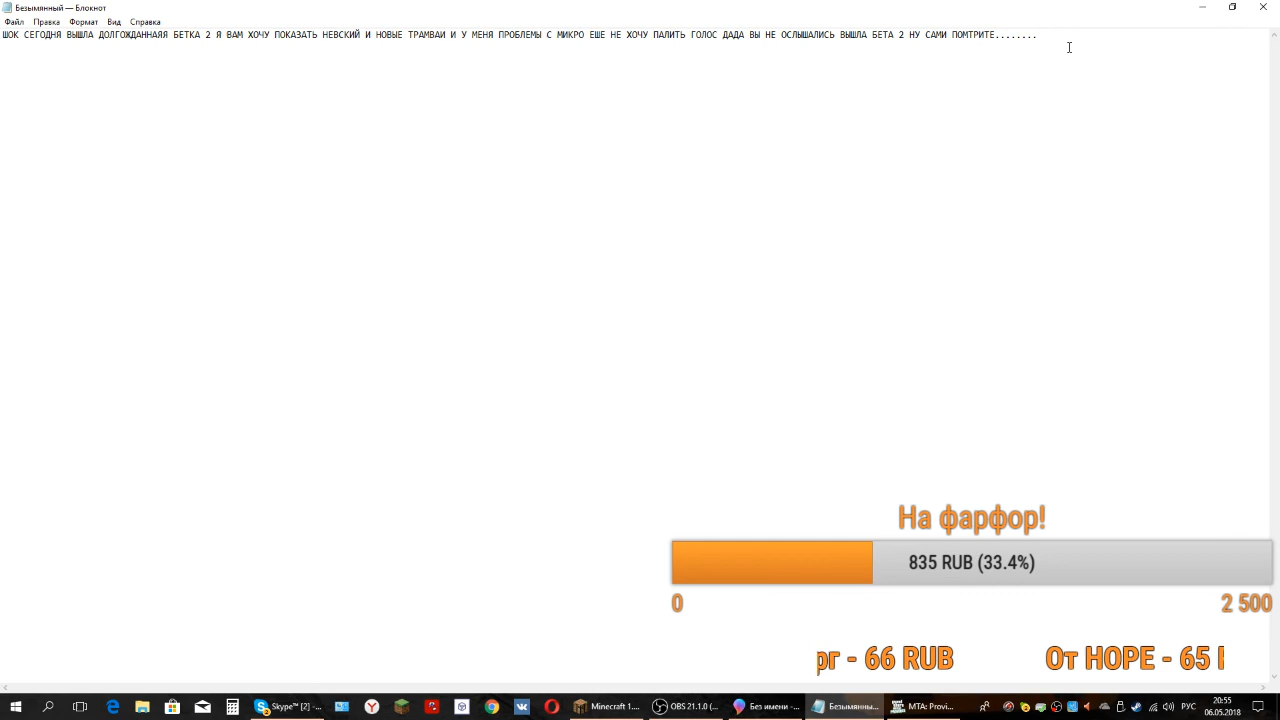 Безымянный — Блокнот
Файл Правка Формат Вид Справка
ШОК СЕГОДНЯ ВЫШЛА ДОЛГОЖДАННАЯЯ БЕТКА 2 Я ВАМ ХОЧУ ПОКАЗАТЬ НЕВСКИЙ И НОВЫЕ ТРАМВАИ И У МЕНЯ ПРОБЛЕМЫ С МИКРО ЕШЕ НЕ ХОЧУ ПАЛИТЬ ГОЛОС ДАДА ВЫ НЕ ОСЛЫШАЛИСЬ ВЫШЛА БЕТА 2 НУ САМИ ПОМТРИТЕ........
На фарфор!
835 RUB (33.4%)
0 2 500
рг - 66 RUB От HOPE - 65 R
Skype™ [2] -... Minecraft 1.... OBS 21.1.0 (... Без имени -... Безымянны... MTA: Provi... РУС 20:55
06.05.2018